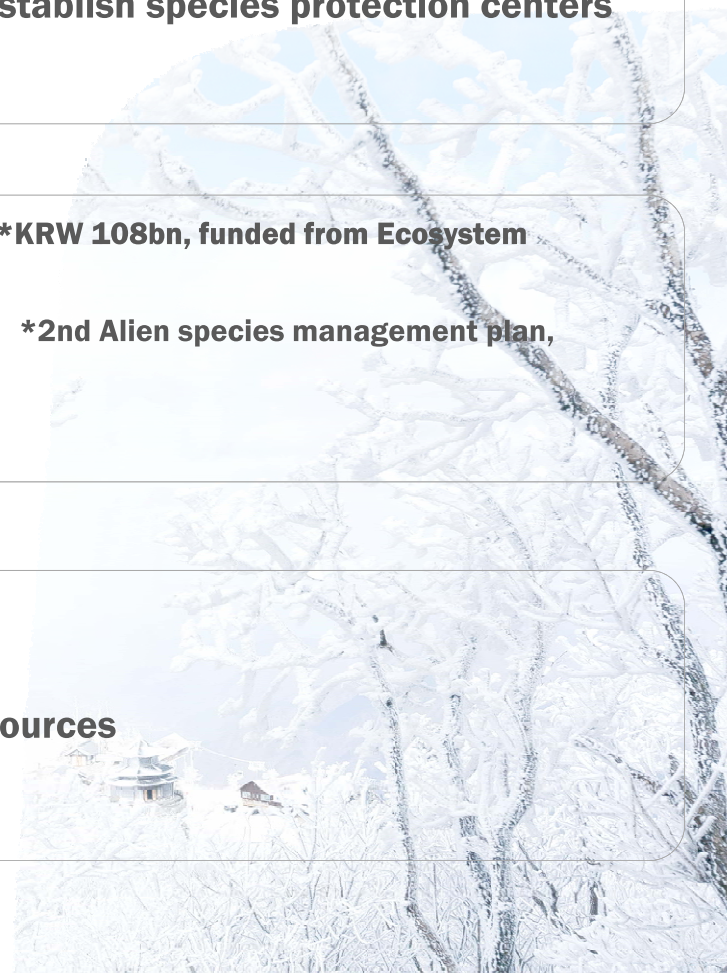 stablish species protection centers
*KRW 108bn, funded from Ecosystem
*2nd Alien species management plan,
ources